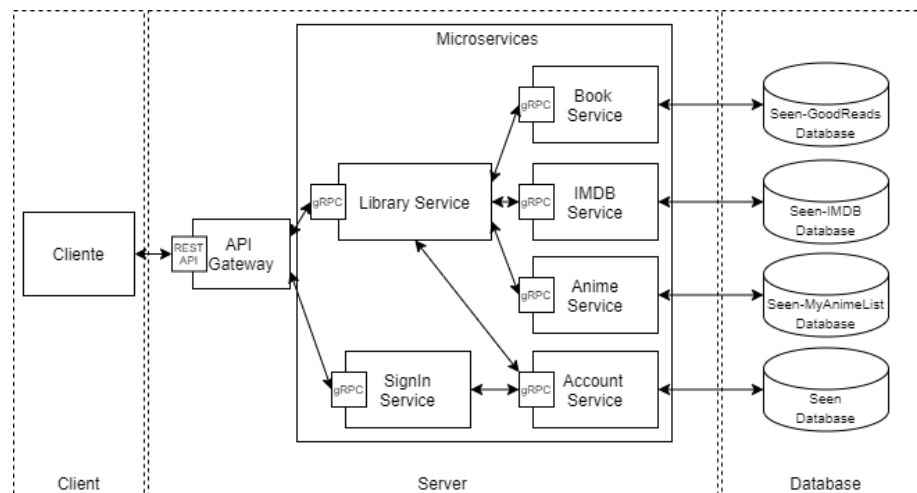 Microservices
gRPC
Book
Service
Seen-GoodReads
Database
gRPC
Library Service
gRPC
IMDB
Service
Seen-IMDB
Database
Cliente
REST
API
API
Gateway
gRPC
Anime
Service
Seen-MyAnimeList
Database
gRPC
SignIn
Service
gRPC
Account
Service
Seen
Database
Client
Server
Database